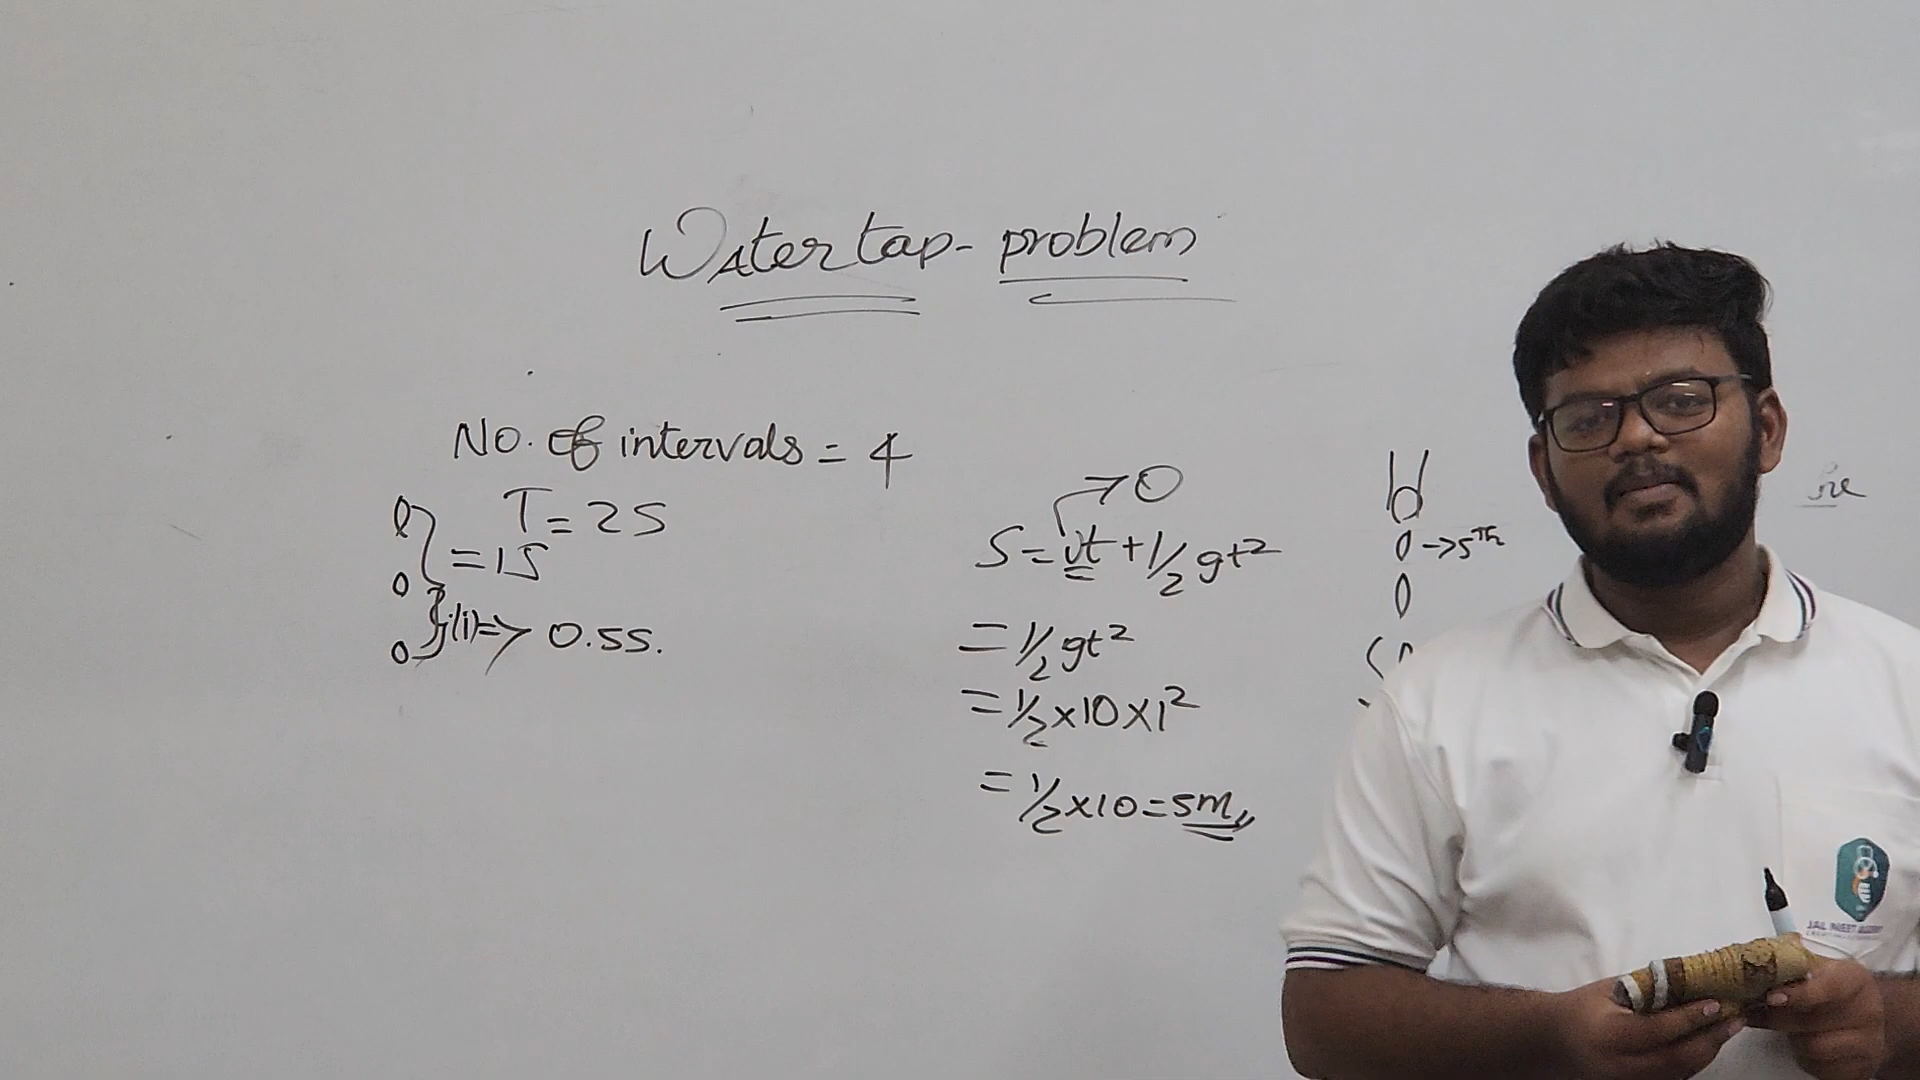 Water tap - problem
No. of intervals = 4
T = 2S
= 1S
(i) => 0.5S.
→ 0
S = ut + 1/2 gt²
= 1/2 gt²
= 1/2 x 10 x 1²
= 1/2 x 10 = 5m
→ 5th